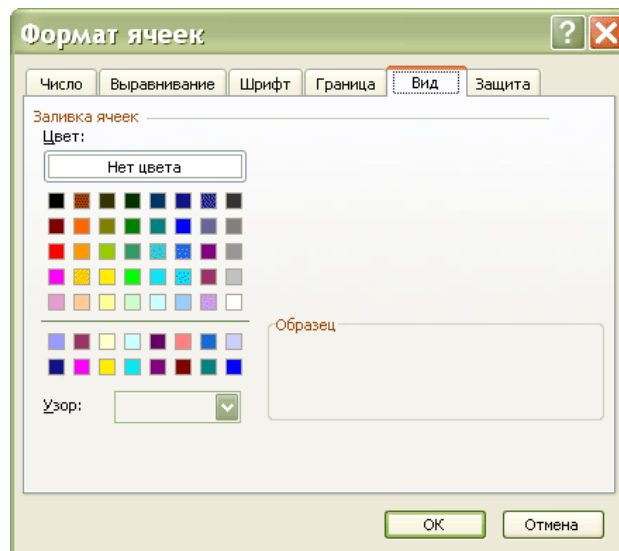 Формат ячеек
Число Выравнивание Шрифт Граница Вид Защита
Заливка ячеек
Цвет:
Нет цвета
Образец
Узор:
ОК Отмена